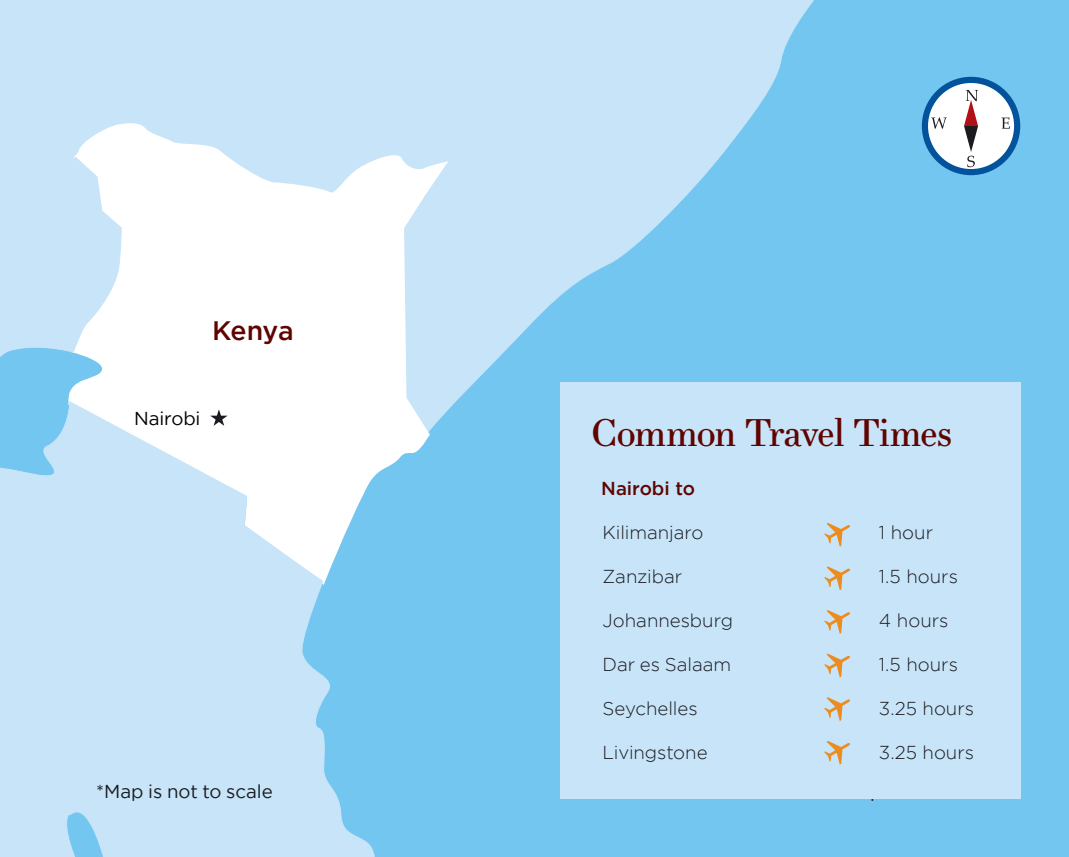 N
W E
S
Kenya
Nairobi
Common Travel Times
Nairobi to
Kilimanjaro 1 hour
Zanzibar 1.5 hours
Johannesburg 4 hours
Dar es Salaam 1.5 hours
Seychelles 3.25 hours
Livingstone 3.25 hours
*Map is not to scale